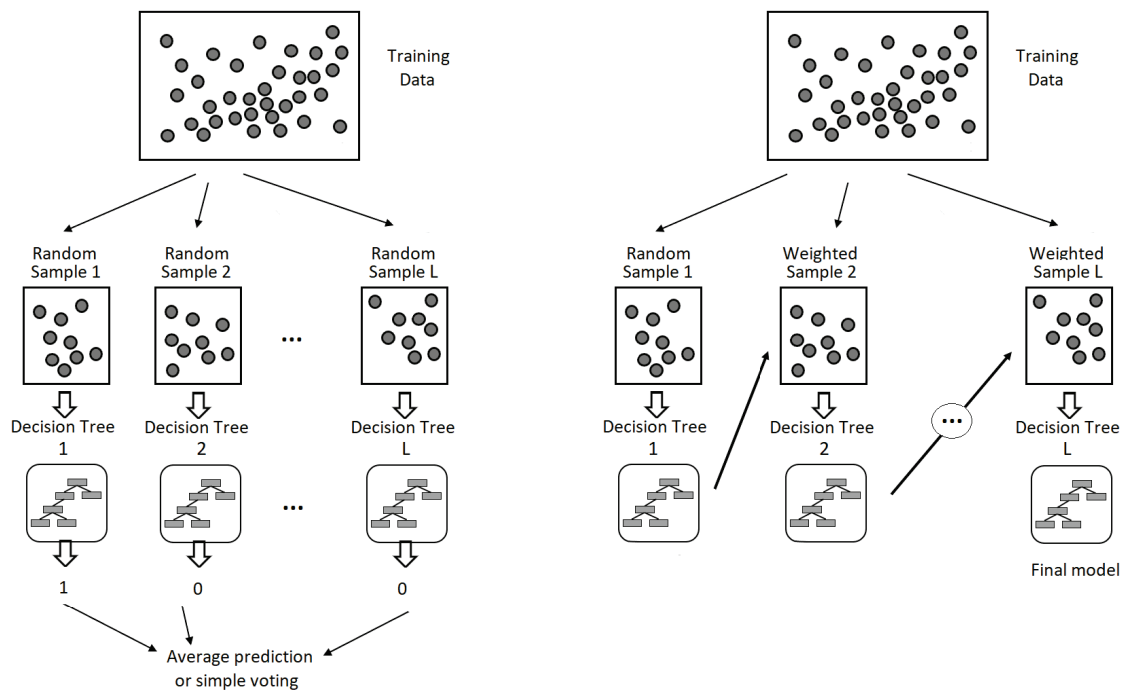 Training
Data
Random
Sample 1
Random
Sample 2
Random
Sample L
...
Decision Tree
1
Decision Tree
2
Decision Tree
L
...
1
0
0
Average prediction
or simple voting
Training
Data
Random
Sample 1
Weighted
Sample 2
Weighted
Sample L
...
Decision Tree
1
Decision Tree
2
Decision Tree
L
Final model